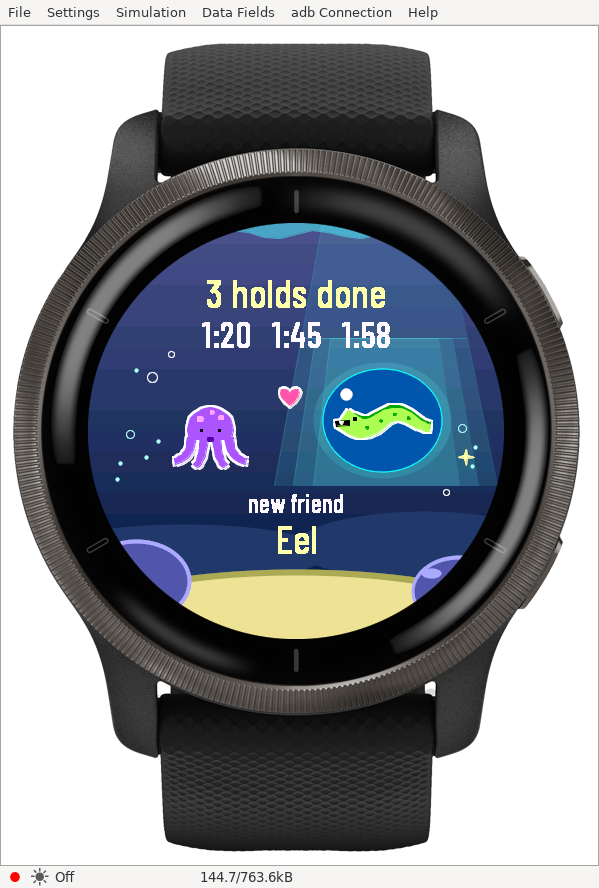 File Settings Simulation Data Fields adb Connection Help
3 holds done
1:20 1:45 1:58
new friend
Eel
Off 144.7/763.6kB